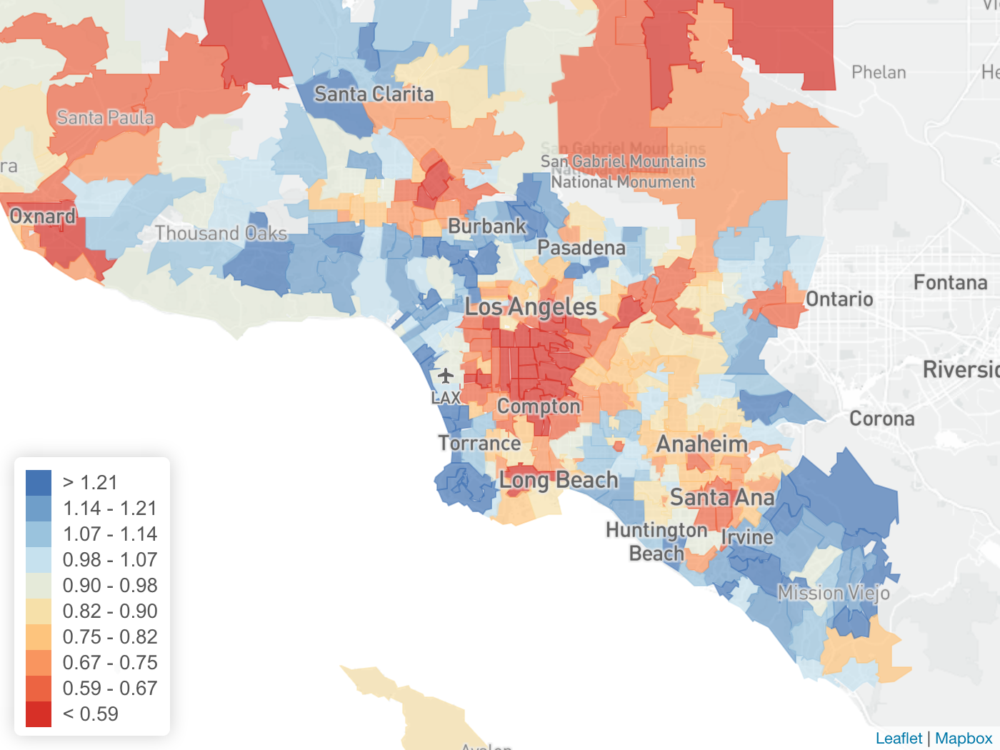 Phelan
Santa Clarita
Santa Paula
San Gabriel Mountains
San Gabriel Mountains
National Monument
Oxnard
Thousand Oaks
Burbank
Pasadena
Fontana
Ontario
Los Angeles
LAX
Compton
Corona
Torrance
Anaheim
Long Beach
Santa Ana
Huntington
Beach
Irvine
Mission Viejo
> 1.21
1.14 - 1.21
1.07 - 1.14
0.98 - 1.07
0.90 - 0.98
0.82 - 0.90
0.75 - 0.82
0.67 - 0.75
0.59 - 0.67
< 0.59
Leaflet | Mapbox